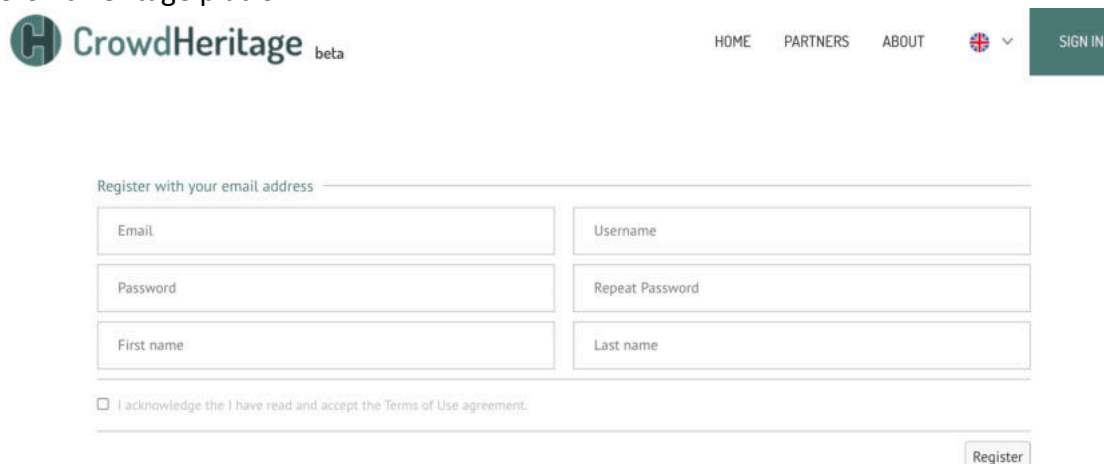 CrowdHeritage beta
HOME PARTNERS ABOUT SIGN IN
Register with your email address
Email Username
Password Repeat Password
First name Last name
I acknowledge the I have read and accept the Terms of Use agreement.
Register